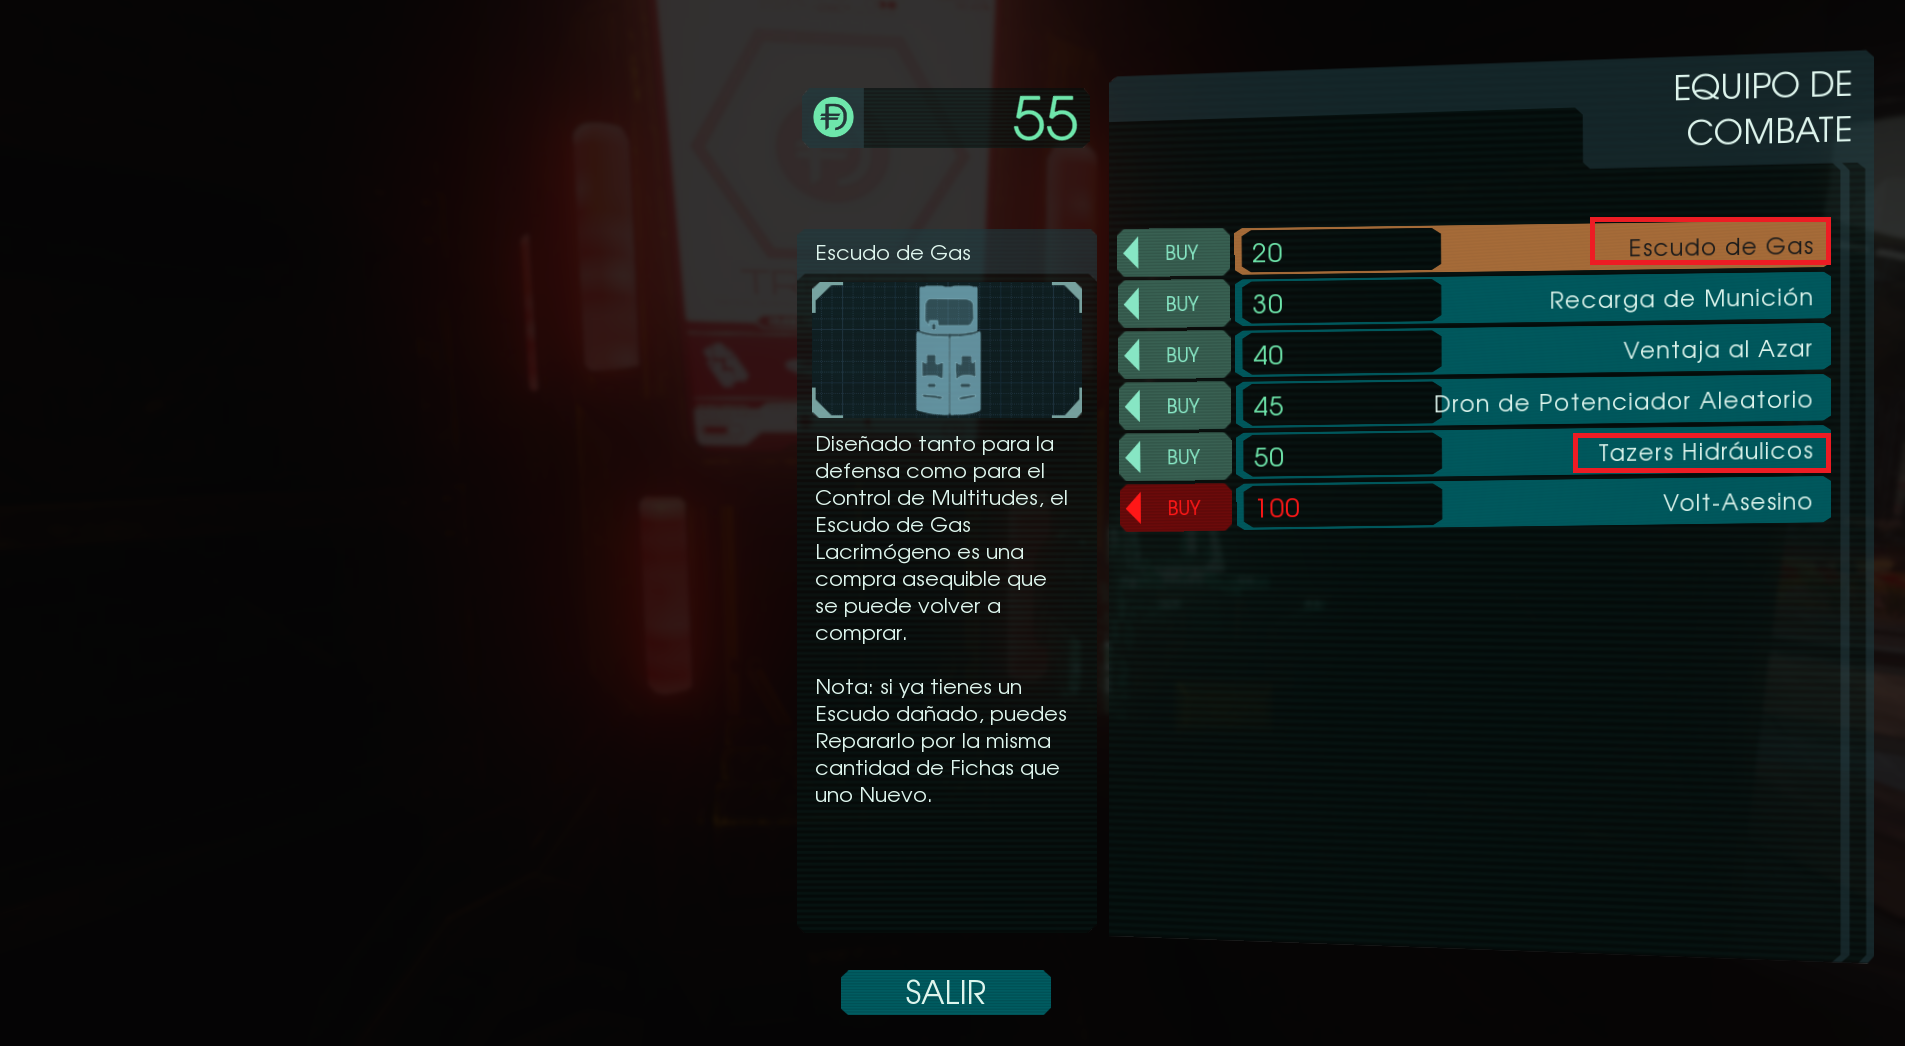 55
EQUIPO DE
COMBATE
Escudo de Gas
Diseñado tanto para la
defensa como para el
Control de Multitudes, el
Escudo de Gas
Lacrimógeno es una
compra asequible que
se puede volver a
comprar.
Nota: si ya tienes un
Escudo dañado, puedes
Repararlo por la misma
cantidad de Fichas que
uno Nuevo.
BUY 20 Escudo de Gas
BUY 30 Recarga de Munición
BUY 40 Ventaja al Azar
BUY 45 Dron de Potenciador Aleatorio
BUY 50 Tazers Hidráulicos
BUY 100 Volt-Asesino
SALIR